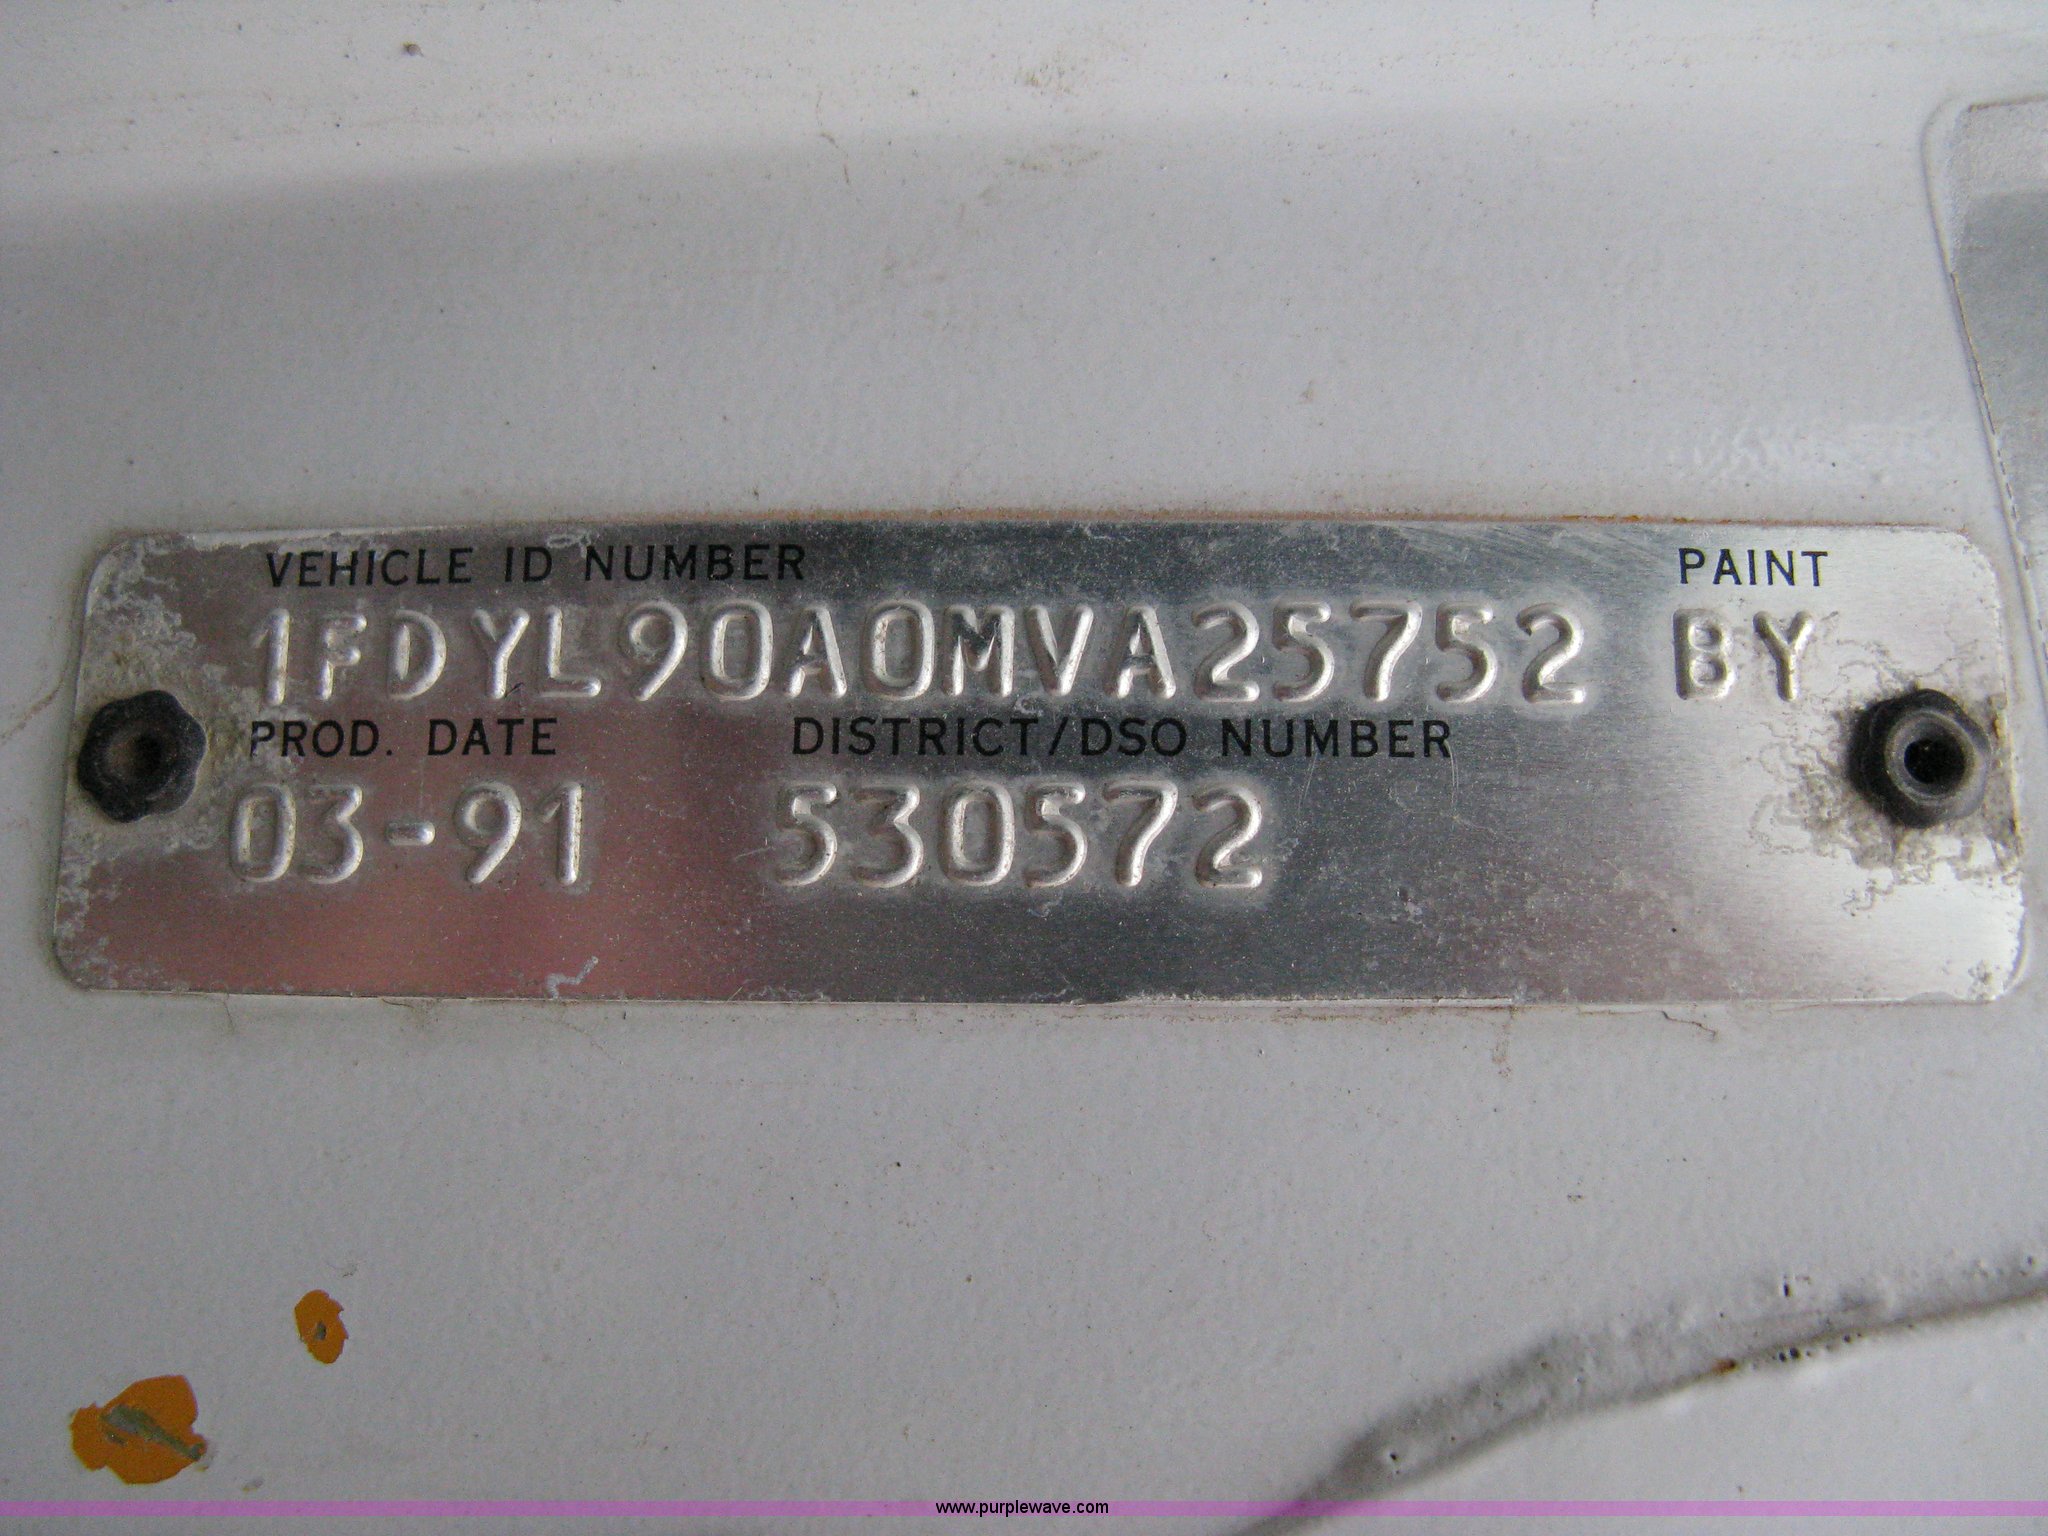 VEHICLE ID NUMBER PAINT
1FDYL90A0MVA25752 BY
PROD. DATE DISTRICT/DSO NUMBER
03-91 530572
www.purplewave.com